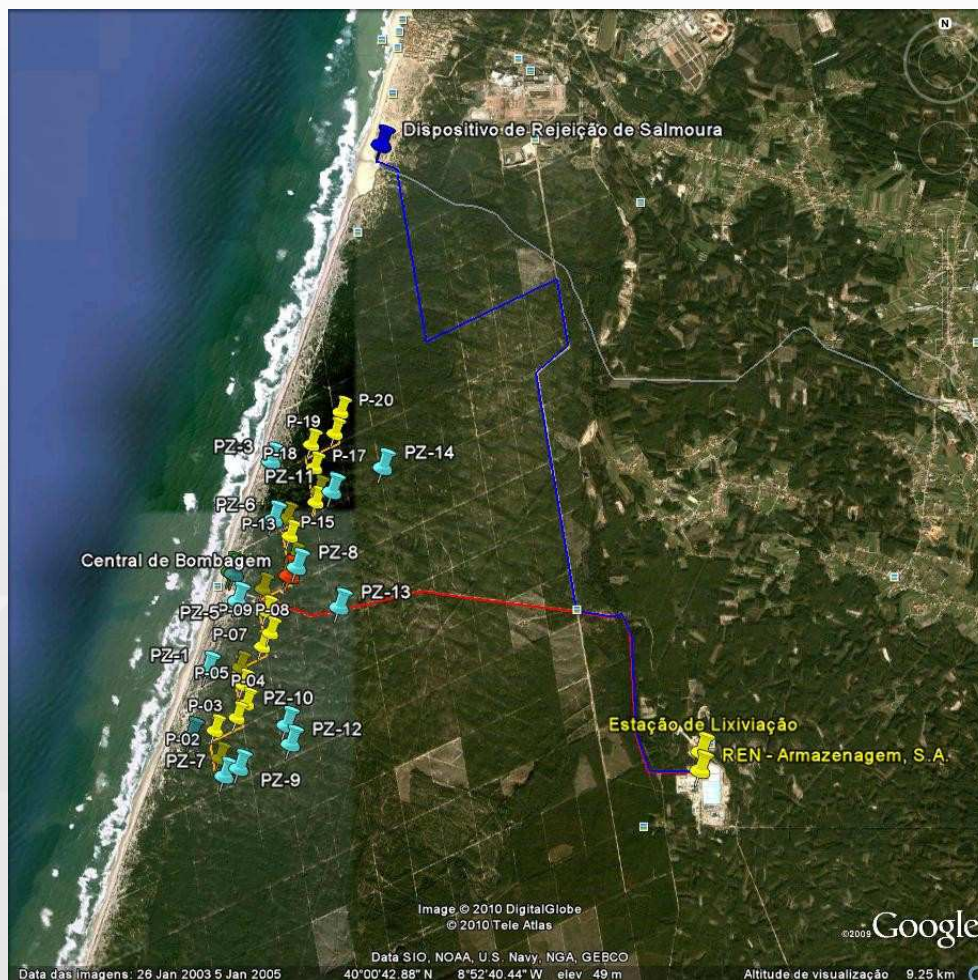 N
Dispositivo de Rejeição de Salmoura
P-20
P-19
PZ-3
P-18
P-17
PZ-14
PZ-11
PZ-6
P-13
P-15
Central de Bombagem
PZ-8
PZ-5
P-09
P-08
PZ-13
P-07
PZ-1
P-05
P-04
P-03
PZ-10
P-02
PZ-12
PZ-7
PZ-9
Estação de Lixiviação
REN - Armazenagem, S.A.
Image © 2010 DigitalGlobe
© 2010 Tele Atlas
©2009 Google
Data SIO, NOAA, U.S. Navy, NGA, GEBCO
Data das imagens: 26 Jan 2003 5 Jan 2005
40°00'42.88" N 8°52'40.44" W elev 49 m
Altitude de visualização 9.25 km